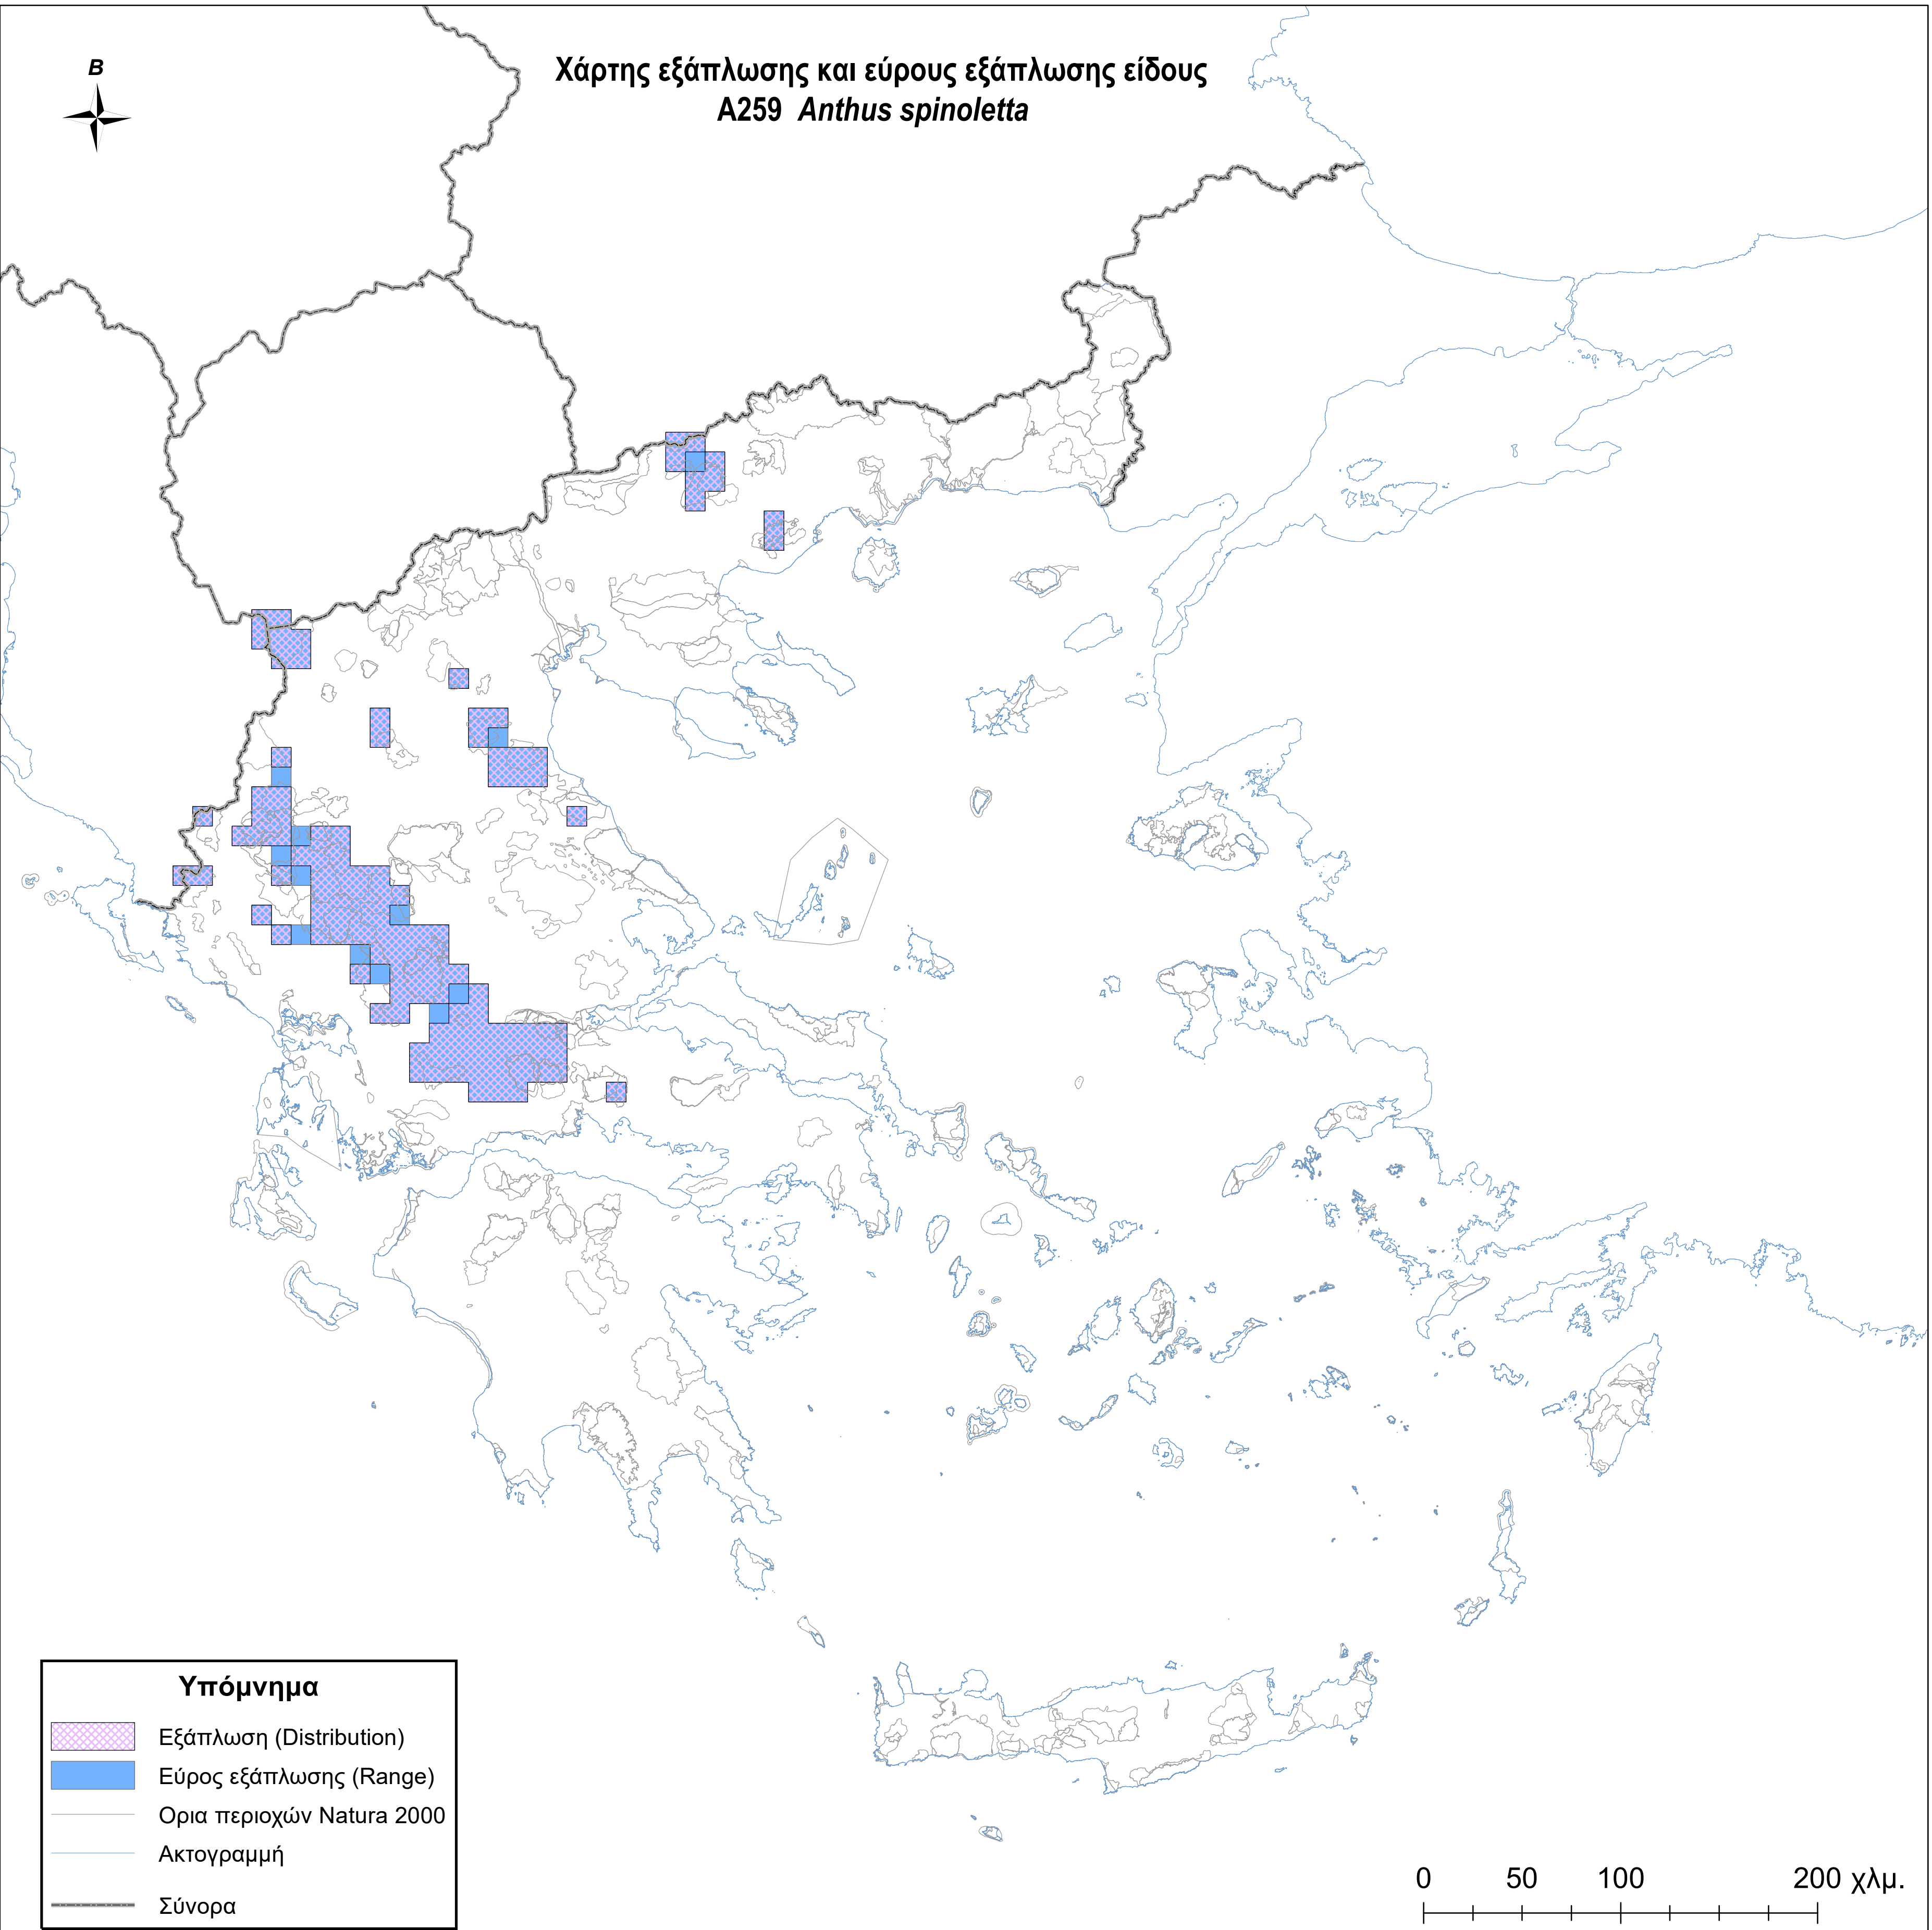 Β
Χάρτης εξάπλωσης και εύρους εξάπλωσης είδους
A259 Anthus spinoletta
Υπόμνημα
Εξάπλωση (Distribution)
Εύρος εξάπλωσης (Range)
Ορια περιοχών Natura 2000
Ακτογραμμή
Σύνορα
0 50 100 200 χλμ.